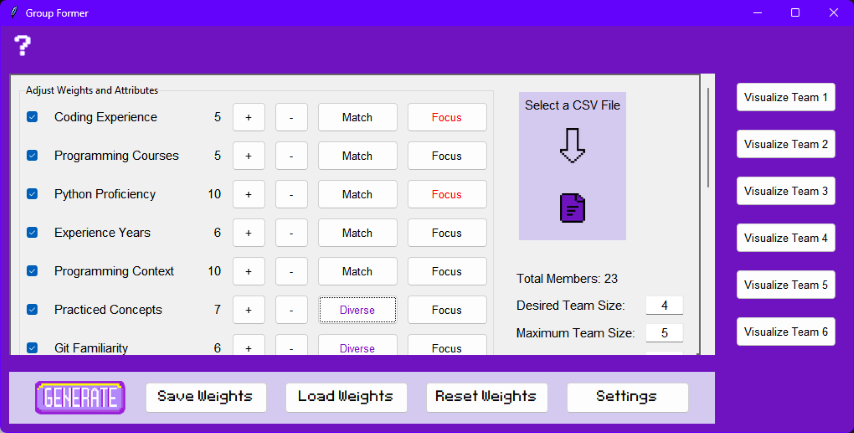 Group Former
?
Adjust Weights and Attributes
Coding Experience 5 + - Match Focus
Programming Courses 5 + - Match Focus
Python Proficiency 10 + - Match Focus
Experience Years 6 + - Match Focus
Programming Context 10 + - Match Focus
Practiced Concepts 7 + - Diverse Focus
Git Familiarity 6 + - Diverse Focus
Select a CSV File
Total Members: 23
Desired Team Size: 4
Maximum Team Size: 5
Visualize Team 1
Visualize Team 2
Visualize Team 3
Visualize Team 4
Visualize Team 5
Visualize Team 6
GENERATE
Save Weights
Load Weights
Reset Weights
Settings